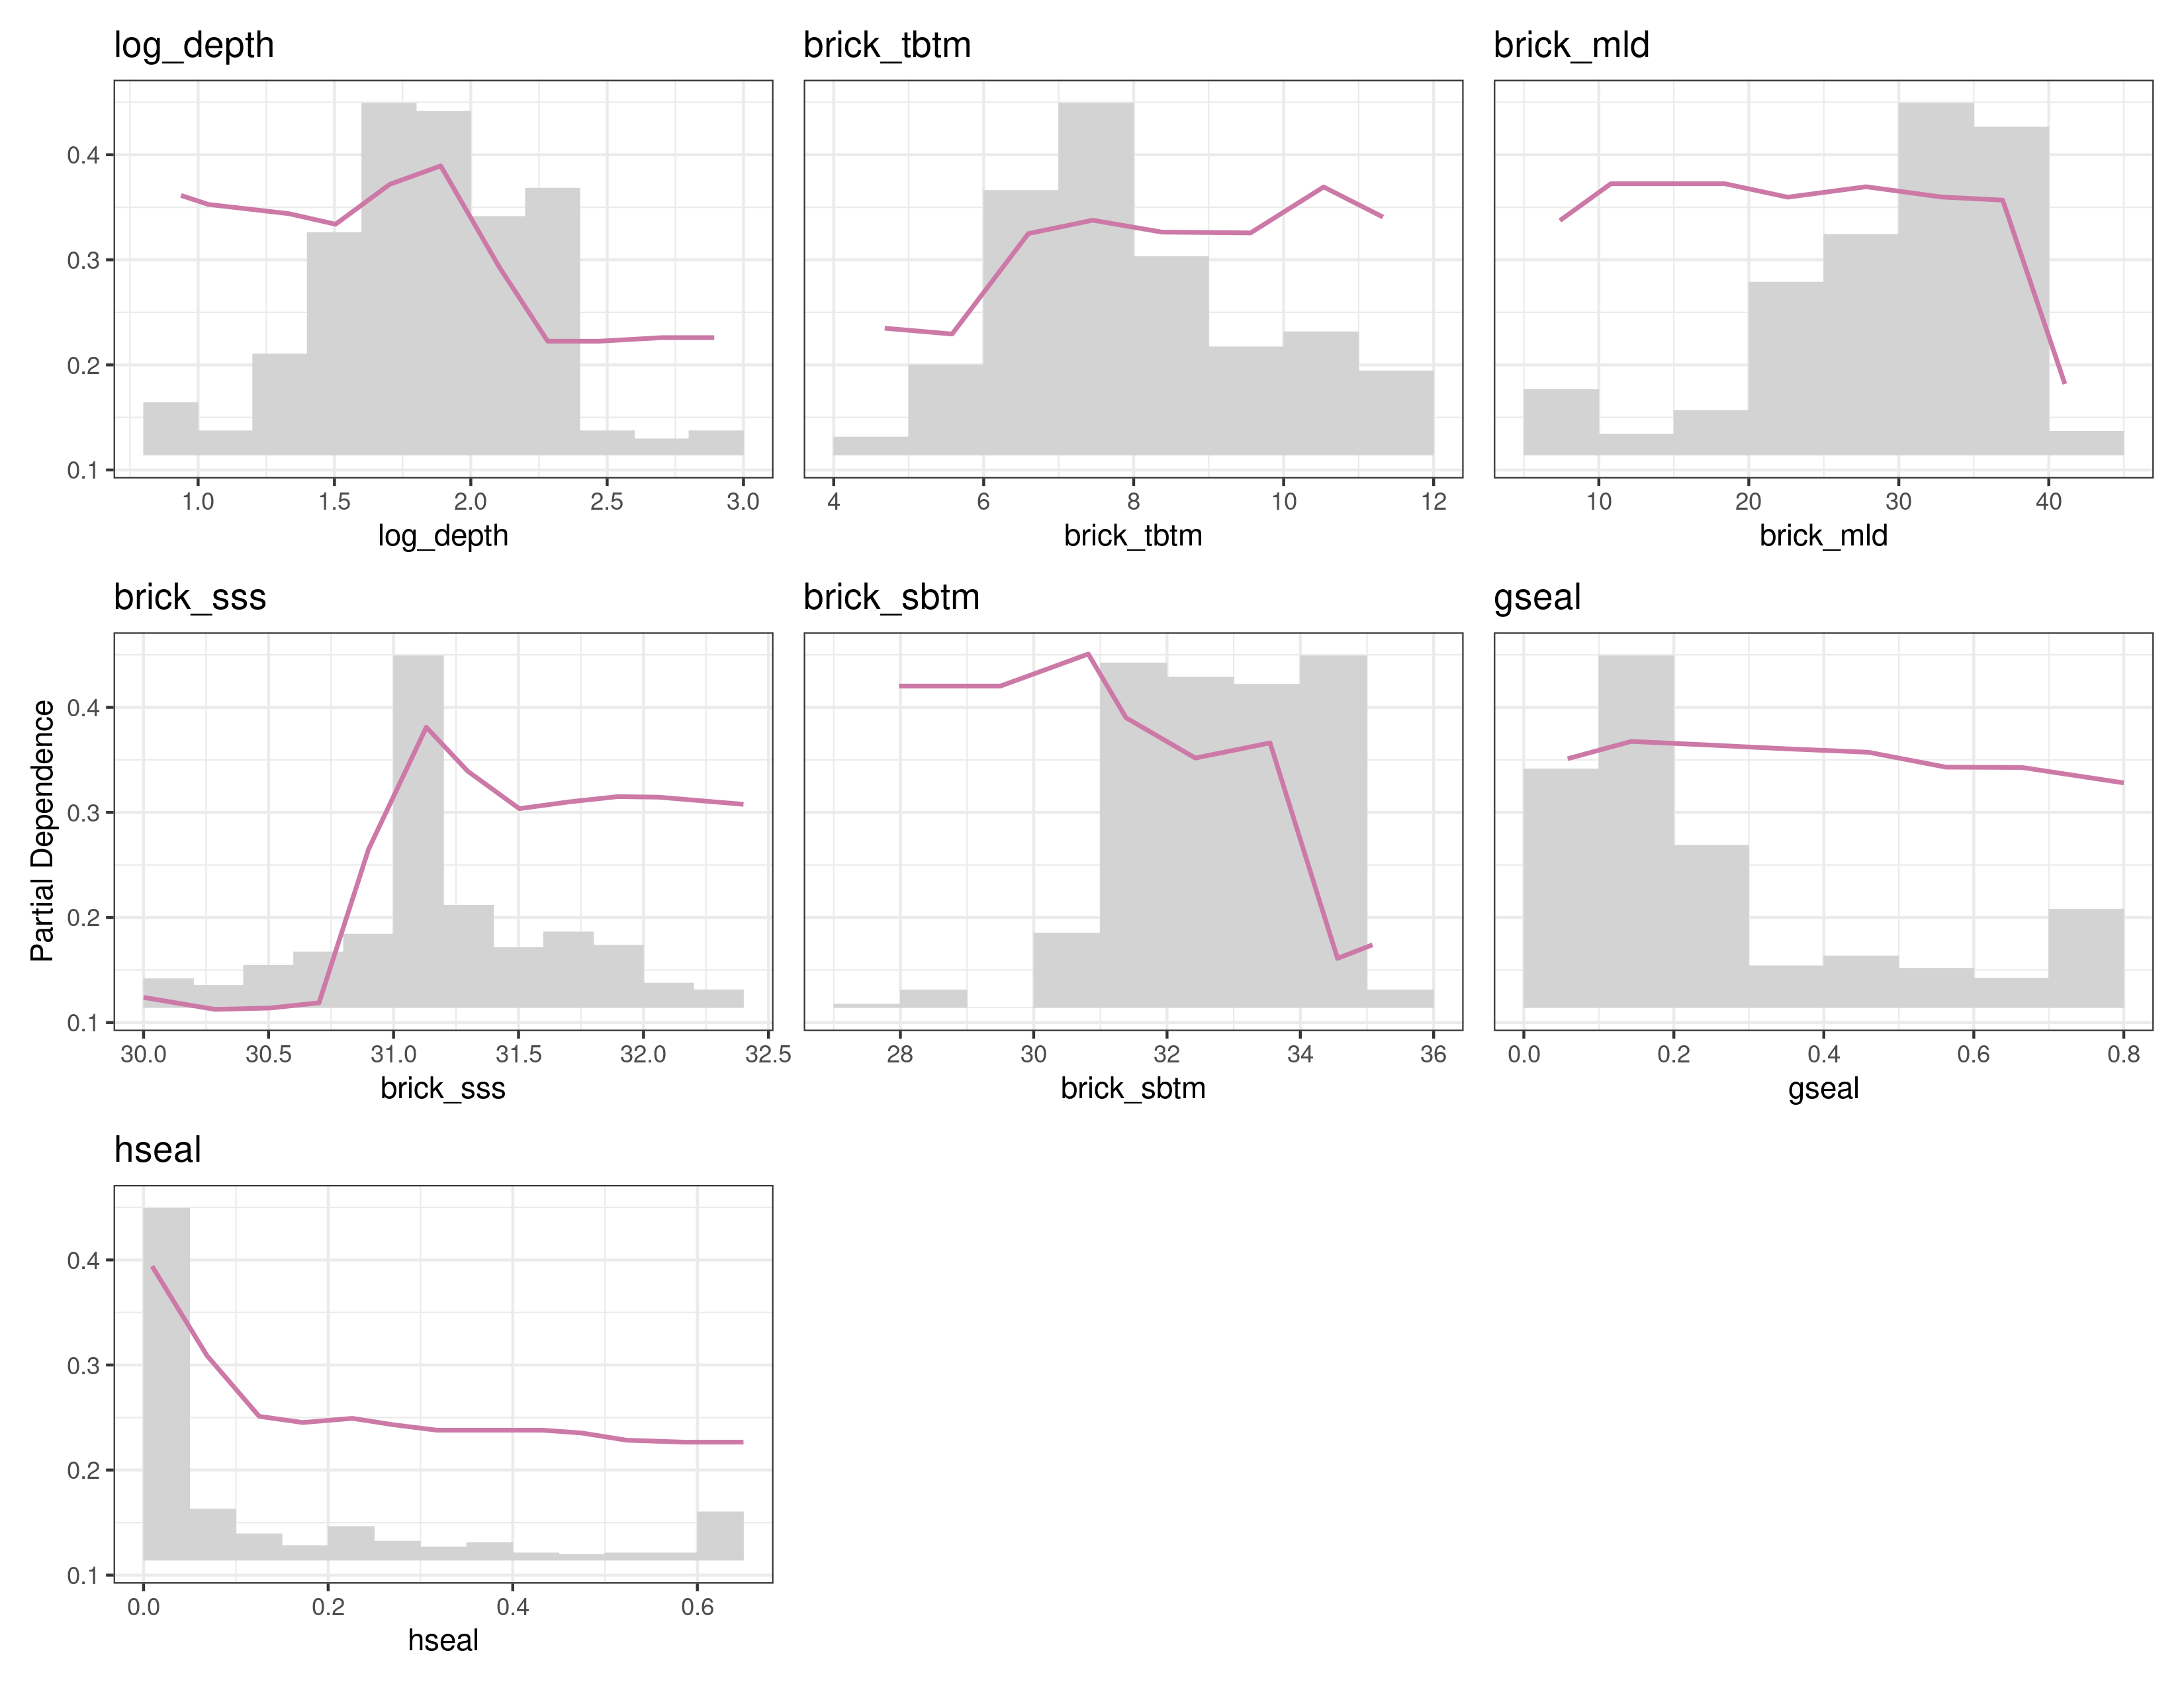 log_depth brick_tbtm brick_mld
0.4
0.3
0.2
0.1
1.0 1.5 2.0 2.5 3.0 4 6 8 10 12 10 20 30 40
log_depth brick_tbtm brick_mld
brick_sss brick_sbtm gseal
Partial Dependence
0.4
0.3
0.2
0.1
30.0 30.5 31.0 31.5 32.0 32.5 28 30 32 34 36 0.0 0.2 0.4 0.6 0.8
brick_sss brick_sbtm gseal
hseal
0.4
0.3
0.2
0.1
0.0 0.2 0.4 0.6
hseal